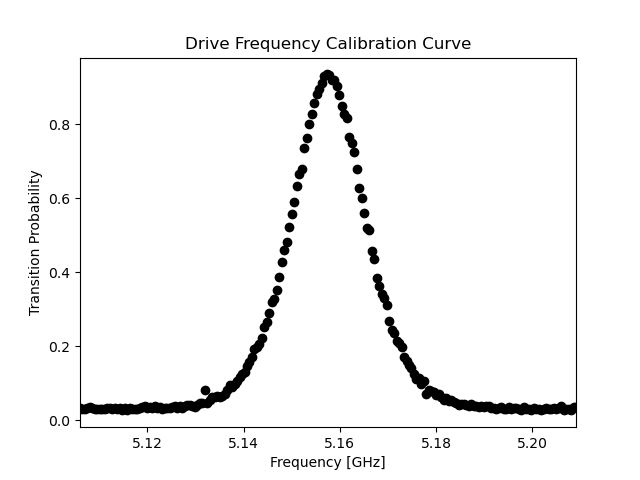 Drive Frequency Calibration Curve
Transition Probability
0.8
0.6
0.4
0.2
0.0
5.12 5.14 5.16 5.18 5.20
Frequency [GHz]